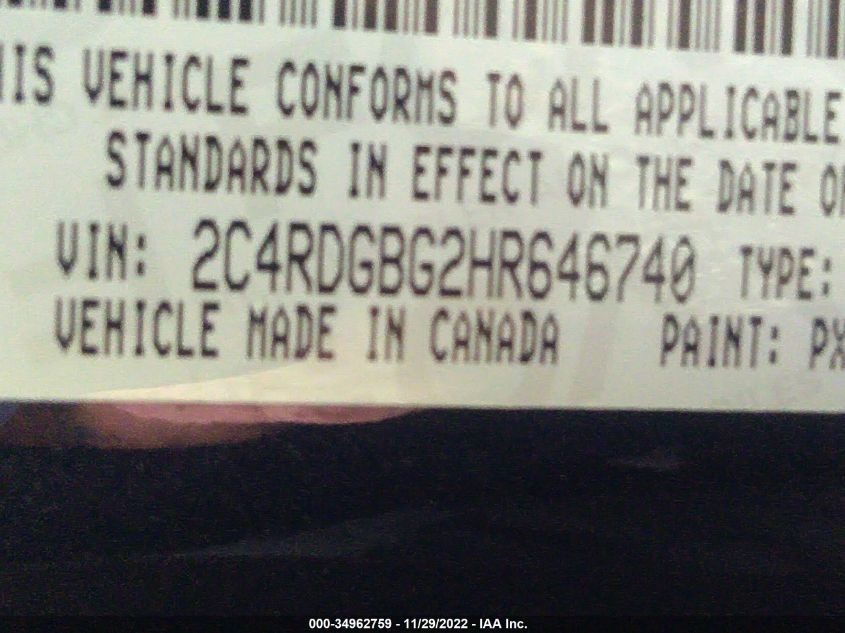 HIS VEHICLE CONFORMS TO ALL APPLICABLE
STANDARDS IN EFFECT ON THE DATE OF
VIN: 2C4RDGBG2HR646740 TYPE:
VEHICLE MADE IN CANADA PAINT: PX
000-34962759 - 11/29/2022 - IAA Inc.